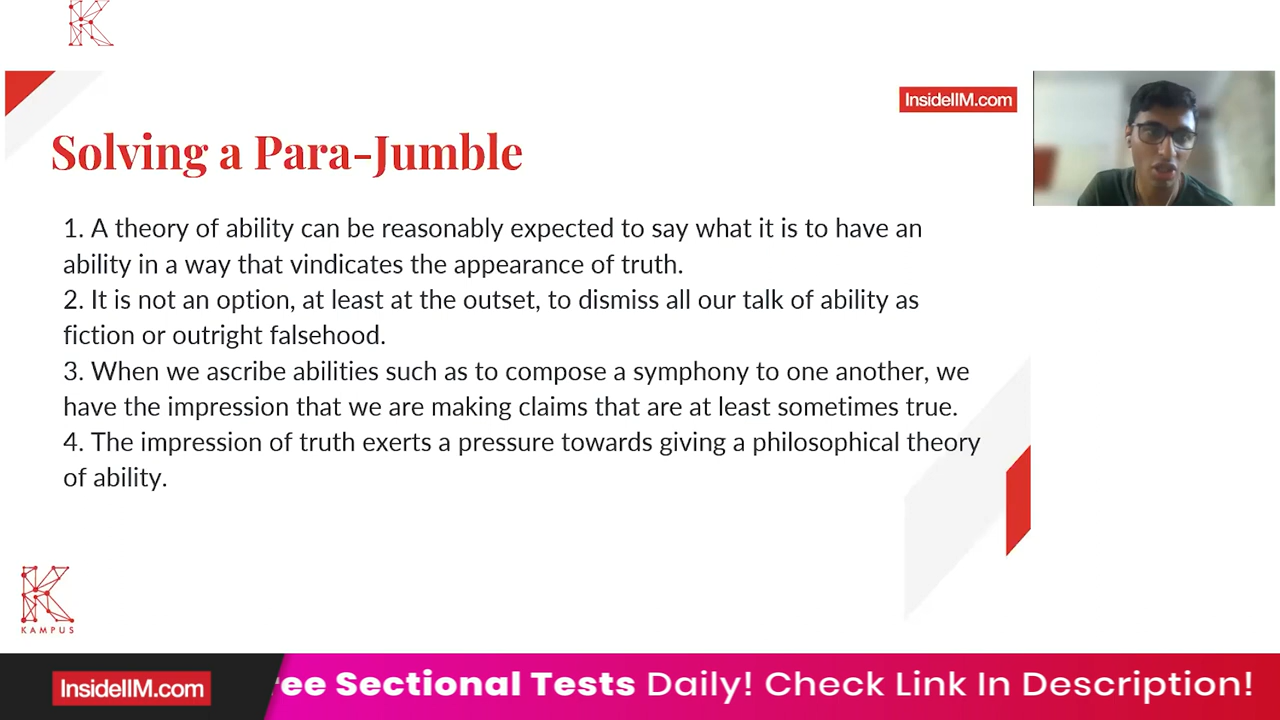 K
InsideIIM.com
Solving a Para-Jumble
1. A theory of ability can be reasonably expected to say what it is to have an
ability in a way that vindicates the appearance of truth.
2. It is not an option, at least at the outset, to dismiss all our talk of ability as
fiction or outright falsehood.
3. When we ascribe abilities such as to compose a symphony to one another, we
have the impression that we are making claims that are at least sometimes true.
4. The impression of truth exerts a pressure towards giving a philosophical theory
of ability.
K
KAMPUS
InsideIIM.com
ree Sectional Tests Daily! Check Link In Description!